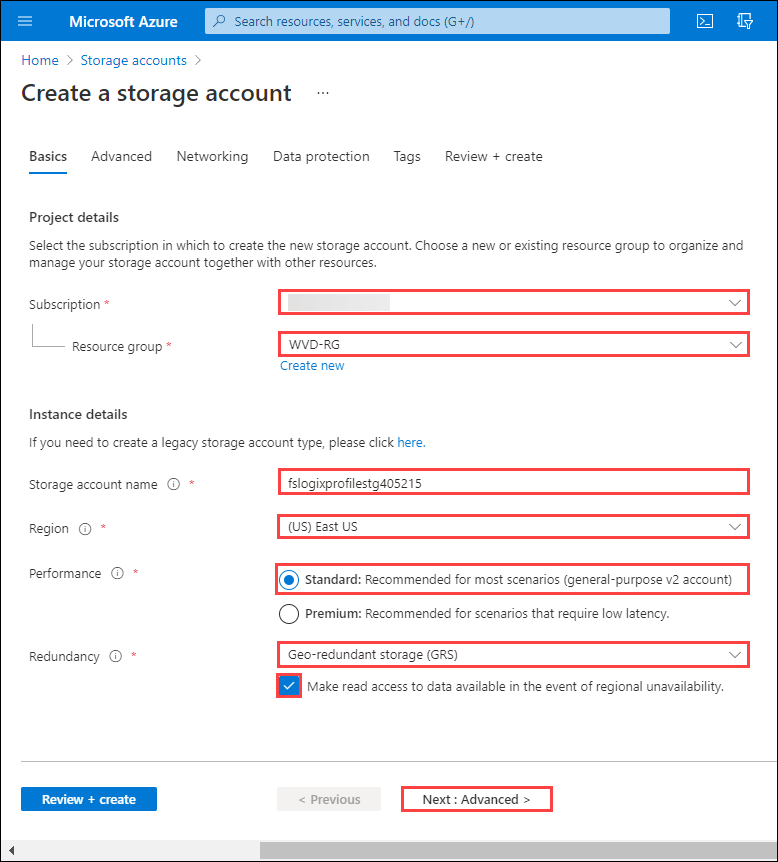 Microsoft Azure
Search resources, services, and docs (G+/)
Home > Storage accounts >
Create a storage account ...
Basics Advanced Networking Data protection Tags Review + create
Project details
Select the subscription in which to create the new storage account. Choose a new or existing resource group to organize and
manage your storage account together with other resources.
Subscription *
Resource group * WVD-RG
Create new
Instance details
If you need to create a legacy storage account type, please click here.
Storage account name * fslogixprofilestg405215
Region * (US) East US
Performance * Standard: Recommended for most scenarios (general-purpose v2 account)
Premium: Recommended for scenarios that require low latency.
Redundancy * Geo-redundant storage (GRS)
Make read access to data available in the event of regional unavailability.
Review + create < Previous Next : Advanced >